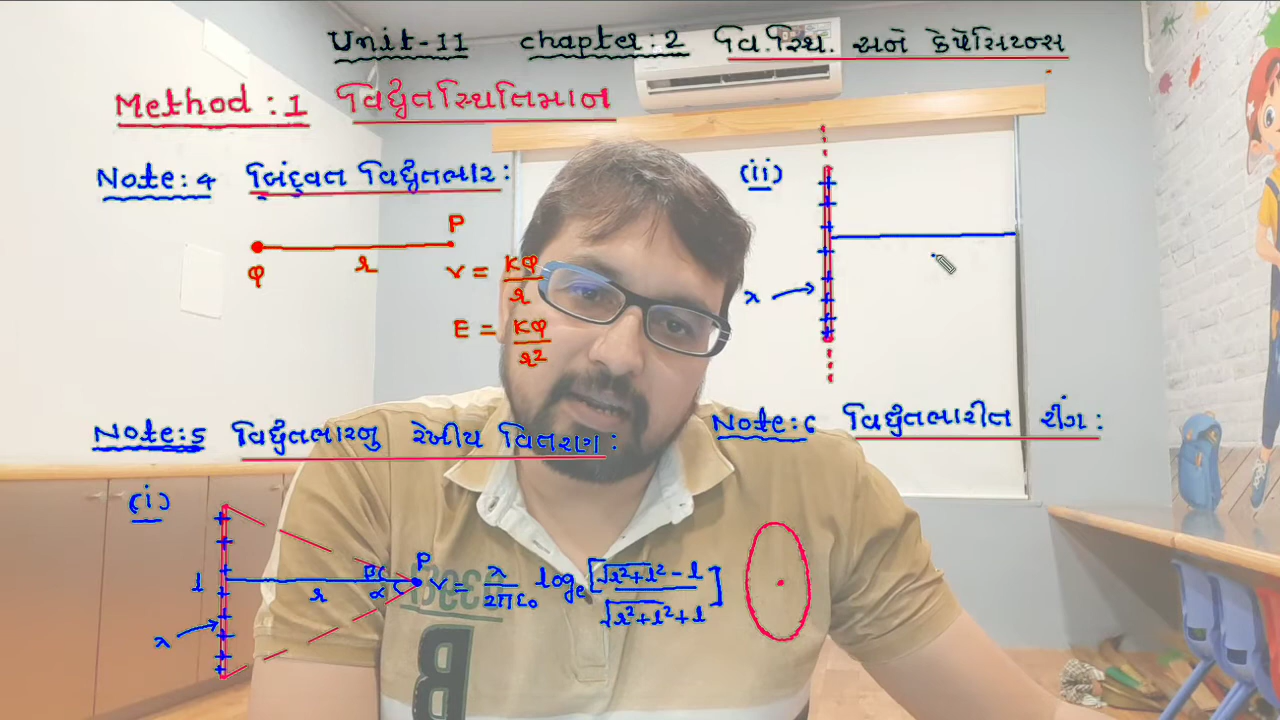 Unit-11 chapter:2 વિ.સ્થિ. અને કેપેસિટન્સ
Method:1 વિદ્યુતસ્થિતિમાન
Note:4 બિંદુવત વિદ્યુતભાર:
P
Q
r
V = KQ/r
E = KQ/r²
(ii)
λ
Note:5 વિદ્યુતભારનુ રેખીય વિતરણ:
(i)
l
λ
r
β
α
P
V = λ/2πε₀ logₑ[√r²+l² - l / √r²+l² + l]
Note:6 વિદ્યુતભારીત રીંગ:
B